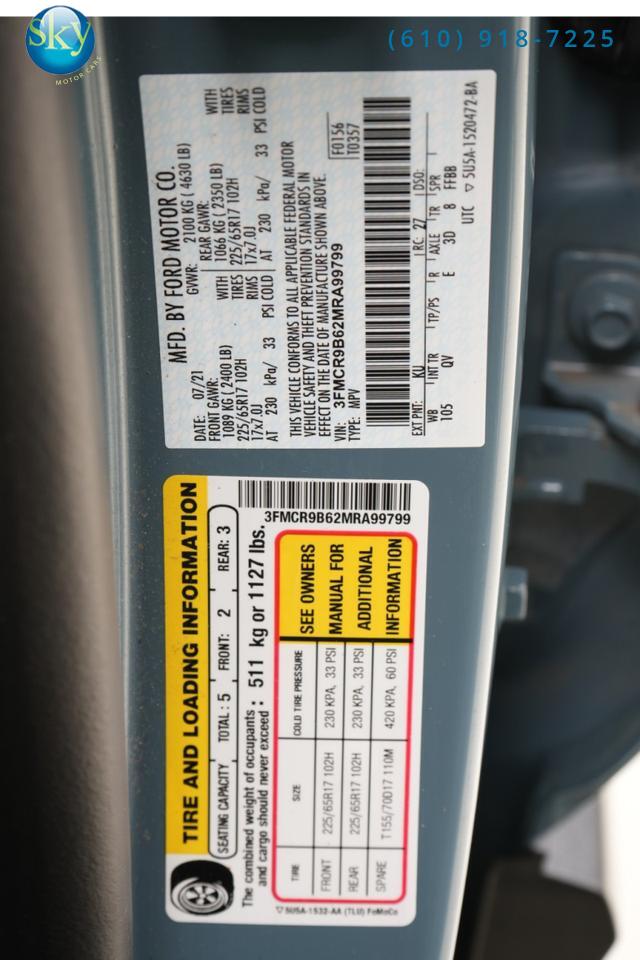 Sky
MOTOR CARS
(610) 918-7225
MFD. BY FORD MOTOR CO.
DATE: 07/21 GVWR: 2100 KG ( 4630 LB)
FRONT GAWR: REAR GAWR:
1089 KG ( 2400 LB) WITH 1066 KG ( 2350 LB) WITH
225/65R17 102H TIRES 225/65R17 102H TIRES
17x7.0J RIMS 17x7.0J RIMS
AT 230 kPa/ 33 PSI COLD AT 230 kPa/ 33 PSI COLD
THIS VEHICLE CONFORMS TO ALL APPLICABLE FEDERAL MOTOR
VEHICLE SAFETY AND THEFT PREVENTION STANDARDS IN
EFFECT ON THE DATE OF MANUFACTURE SHOWN ABOVE.
VIN: 3FMCR9B62MRA99799
TYPE: MPV
F0156
T0357
EXT PNT: KU RC: 27 DSO:
WB INT TR TP/PS R AXLE TR SPR
105 QV E 3D 8 FFBB
UTC ▽ 5U5A-1520472-BA
TIRE AND LOADING INFORMATION
SEATING CAPACITY TOTAL: 5 FRONT: 2 REAR: 3
The combined weight of occupants
and cargo should never exceed : 511 kg or 1127 lbs.
3FMCR9B62MRA99799
TIRE SIZE COLD TIRE PRESSURE
FRONT 225/65R17 102H 230 KPA, 33 PSI
REAR 225/65R17 102H 230 KPA, 33 PSI
SPARE T155/70D17 110M 420 KPA, 60 PSI
SEE OWNERS
MANUAL FOR
ADDITIONAL
INFORMATION
▽ 5U5A-1532-AA (TLU) FoMoCo